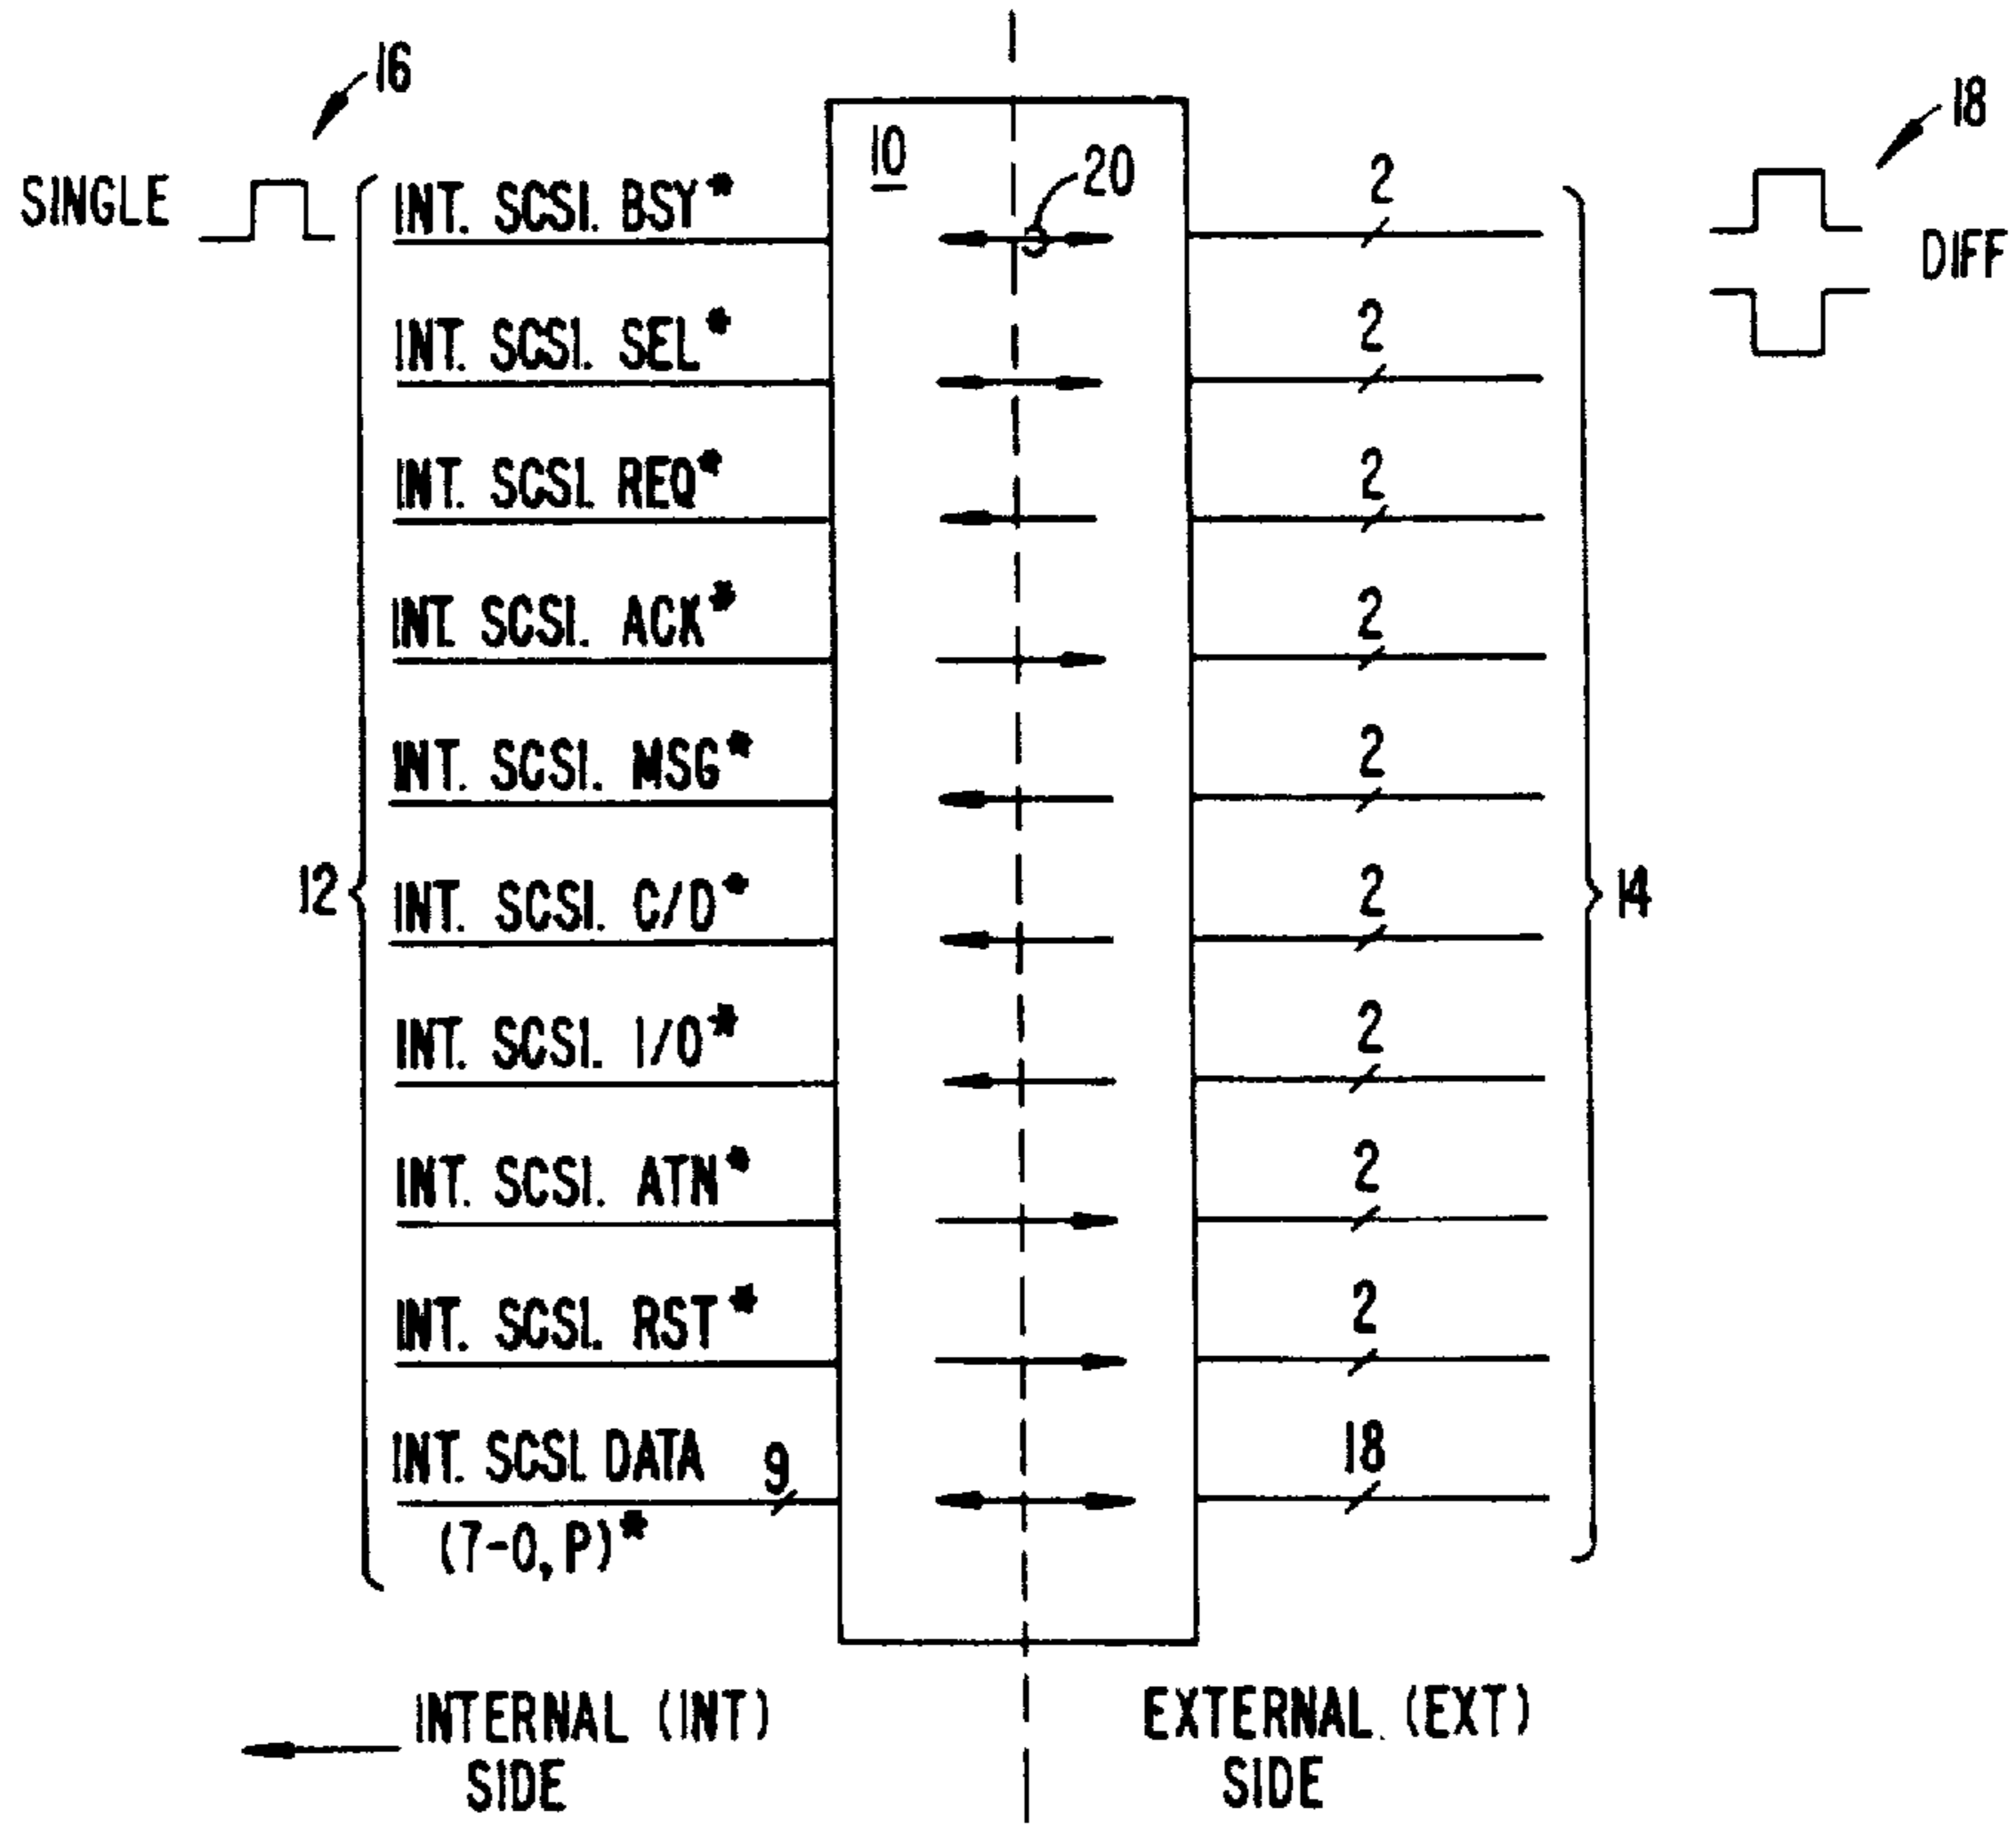 16
18
10
20
SINGLE
INT. SCSI. BSY*
2
DIFF
INT. SCSI. SEL*
2
INT. SCSI. REQ*
2
INT. SCSI. ACK*
2
INT. SCSI. MSG*
2
12
INT. SCSI. C/D*
2
14
INT. SCSI. I/O*
2
INT. SCSI. ATN*
2
INT. SCSI. RST*
2
INT. SCSI. DATA
9
18
(7-0, P)*
INTERNAL (INT)
SIDE
EXTERNAL (EXT)
SIDE